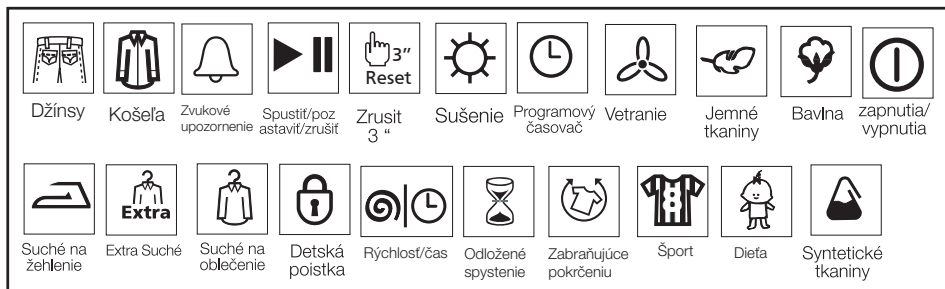 3"
Reset
Džínsy
Košeľa
Zvukové
upozornenie
Spustiť/poz
astaviť/zrušiť
Zrusit
3 “
Sušenie
Programový
časovač
Vetranie
Jemné
tkaniny
Bavlna
zapnutia/
vypnutia
Extra
Suché na
žehlenie
Extra Suché
Suché na
oblečenie
Detská
poistka
Rýchlosť/čas
Odložené
spystenie
Zabraňujúce
pokrčeniu
Šport
Dieťa
Syntetické
tkaniny